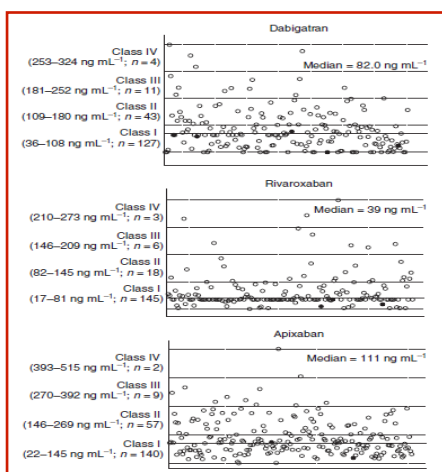 Dabigatran
Class IV
(253–324 ng mL⁻¹; n = 4)
Median = 82.0 ng mL⁻¹
Class III
(181–252 ng mL⁻¹; n = 11)
Class II
(109–180 ng mL⁻¹; n = 43)
Class I
(36–108 ng mL⁻¹; n = 127)
Rivaroxaban
Class IV
(210–273 ng mL⁻¹; n = 3)
Median = 39 ng mL⁻¹
Class III
(146–209 ng mL⁻¹; n = 6)
Class II
(82–145 ng mL⁻¹; n = 18)
Class I
(17–81 ng mL⁻¹; n = 145)
Apixaban
Class IV
(393–515 ng mL⁻¹; n = 2)
Median = 111 ng mL⁻¹
Class III
(270–392 ng mL⁻¹; n = 9)
Class II
(146–269 ng mL⁻¹; n = 57)
Class I
(22–145 ng mL⁻¹; n = 140)